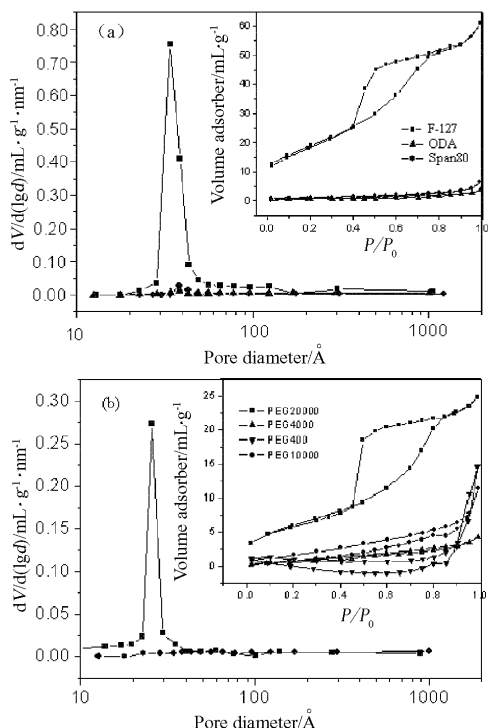 (a)
0.80
0.60
0.40
0.30
0.20
0.10
0.00
dV/d(lgd)/mL·g⁻¹·nm⁻¹
10
100
1000
Pore diameter/Å
60
50
40
30
20
10
0
Volume adsorber/mL·g⁻¹
F-127
ODA
Span80
0.0
0.2
0.4
0.6
0.8
1.0
P/P₀
(b)
0.30
0.25
0.20
0.15
0.10
0.05
0.00
dV/d(lgd)/mL·g⁻¹·nm⁻¹
10
100
1000
Pore diameter/Å
25
20
15
10
5
0
Volume adsorber/mL·g⁻¹
PEG20000
PEG4000
PEG400
PEG10000
0.0
0.2
0.4
0.6
0.8
1.0
P/P₀